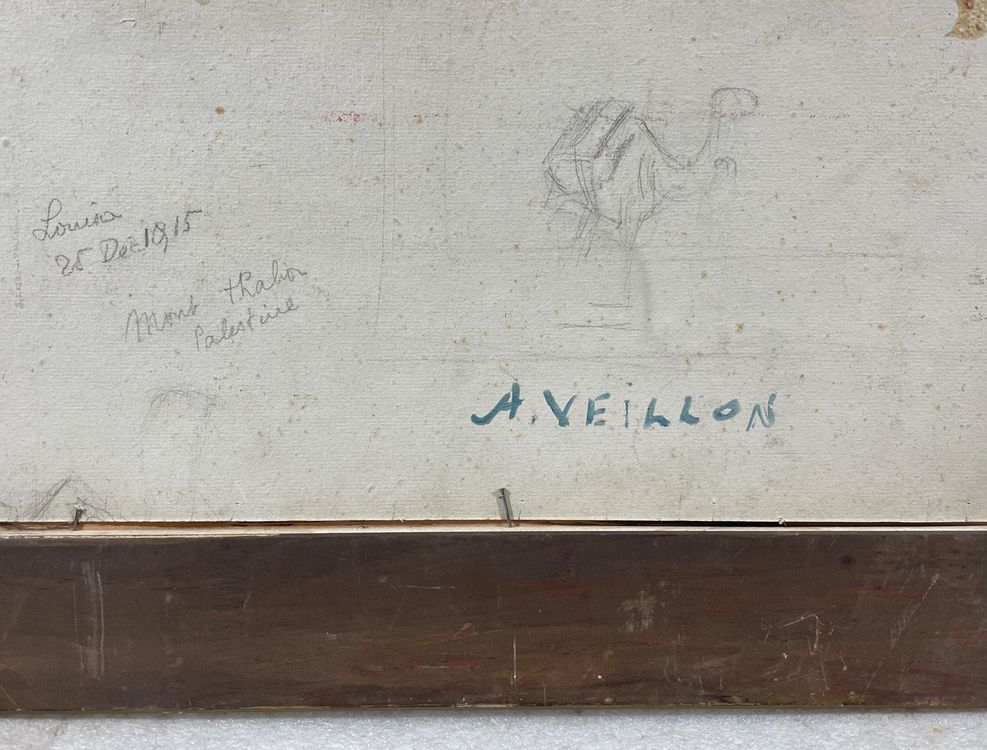 Louisa
25 Dec. 1915
Mont Thabor
Palestine
A. VEILLON